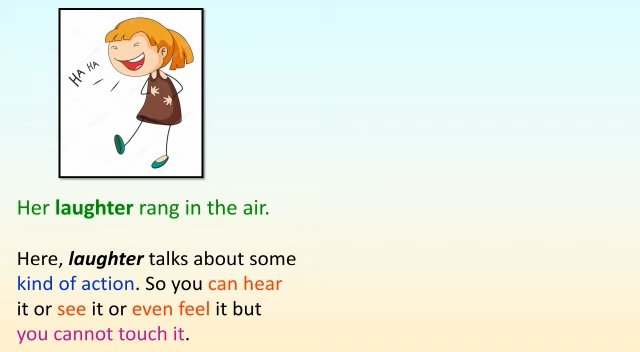 HA HA
Her laughter rang in the air.
Here, laughter talks about some
kind of action. So you can hear
it or see it or even feel it but
you cannot touch it.